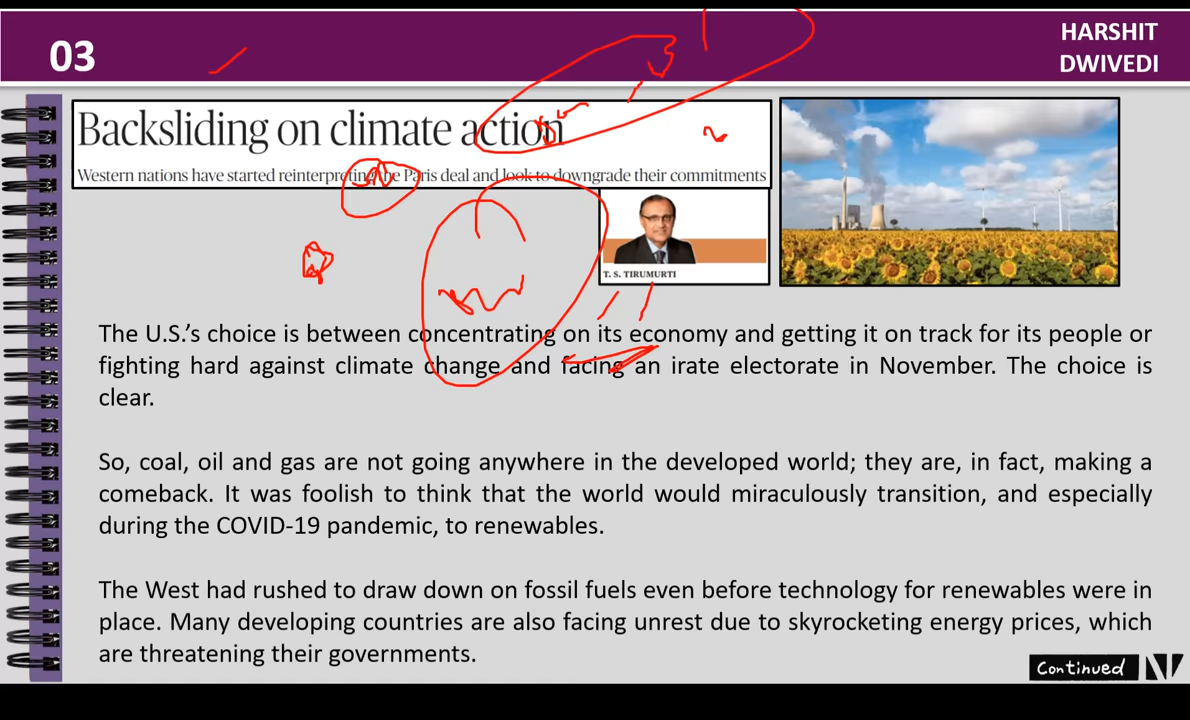 03
HARSHIT
DWIVEDI
Backsliding on climate action
Western nations have started reinterpreting the Paris deal and look to downgrade their commitments
T. S. TIRUMURTI
The U.S.'s choice is between concentrating on its economy and getting it on track for its people or
fighting hard against climate change and facing an irate electorate in November. The choice is
clear.
So, coal, oil and gas are not going anywhere in the developed world; they are, in fact, making a
comeback. It was foolish to think that the world would miraculously transition, and especially
during the COVID-19 pandemic, to renewables.
The West had rushed to draw down on fossil fuels even before technology for renewables were in
place. Many developing countries are also facing unrest due to skyrocketing energy prices, which
are threatening their governments.
Continued